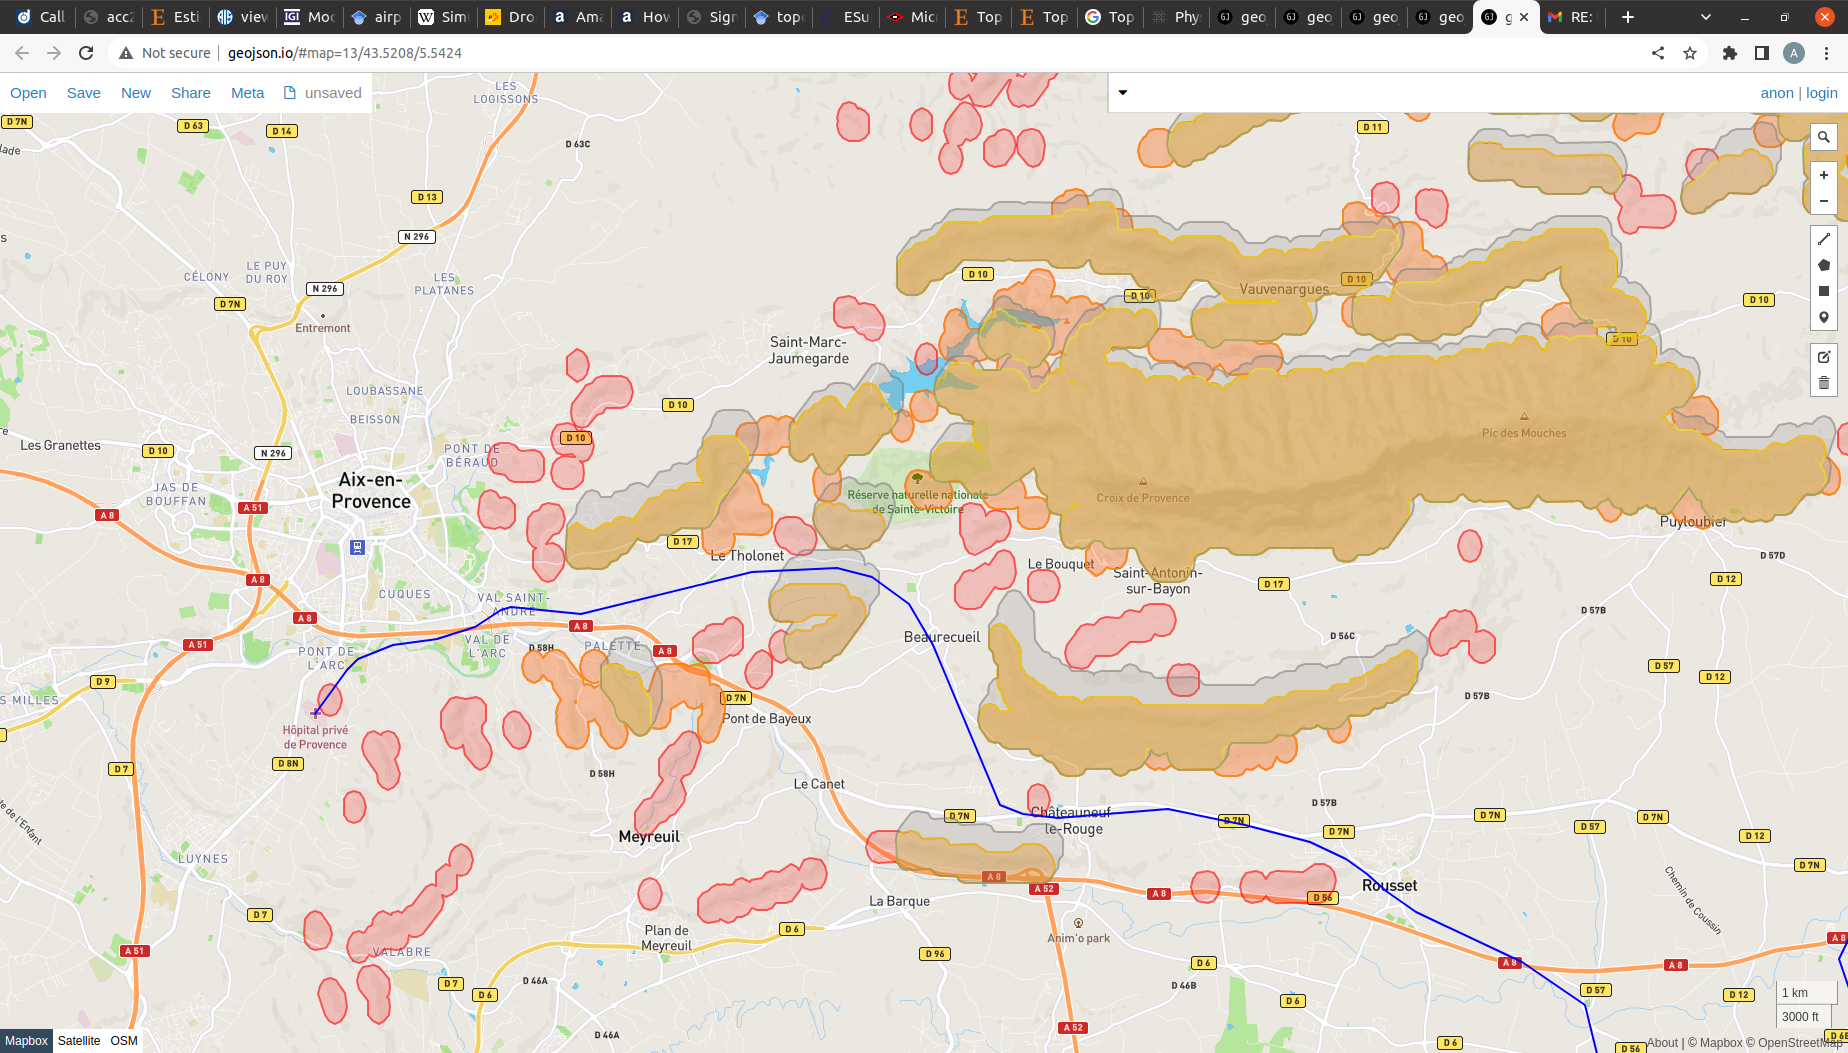 Call
acc2
Esti
view
Moc
airp
Sim
Dro
Ama
How
Sign
topo
ESu
Mic
Top
Top
Top
Phy
geo
geo
geo
geo
g
RE:
Not secure
geojson.io/#map=13/43.5208/5.5424
A
Open
Save
New
Share
Meta
unsaved
anon | login
LES
LOGISSONS
D 7N
D 63
D 14
D 11
D 63C
D 13
N 296
LE PUY
DU ROY
CÉLONY
LES
PLATANES
D 10
D 10
Vauvenargues
N 296
D 7N
D 10
D 10
Entremont
Saint-Marc-
Jaumegarde
D 10
LOUBASSANE
BEISSON
D 10
Pic des Mouches
D 10
Les Granettes
D 10
N 296
PONT DE
BÉRAUD
Aix-en-
Provence
JAS DE
BOUFFAN
Réserve naturelle nationale
de Sainte-Victoire
Croix de Provence
A 8
A 51
Puyloubier
D 17
Le Tholonet
Le Bouquet
D 57D
Saint-Antonin-
sur-Bayon
A 8
D 17
D 12
CUQUES
VAL SAINT-
ANDRÉ
A 8
A 8
D 57B
D 56C
Beaurecueil
A 51
VAL DE
L'ARC
D 58H
PALETTE
A 8
PONT DE
L'ARC
D 57
D 12
D 9
S MILLES
D 7N
D 57B
Pont de Bayeux
Hôpital privé
de Provence
D 8N
D 7
D 58H
Le Canet
D 57B
Châteauneuf
le-Rouge
D 7N
D 7N
D 7N
D 7N
D 7N
D 57
Meyreuil
D 12
LUYNES
D 7N
A 8
A 52
A 8
Rousset
D 56
La Barque
D 7
Plan de
Meyreuil
D 6
Anim'o park
Chemin de Coussin
A 51
VALABRE
D 96
A 8
D 6
A 8
A 8
D 46A
D 7
D 6
D 46B
D 6
D 57
D 12
1 km
3000 ft
D 46A
A 52
D 6
D 56
Mapbox
Satellite
OSM
About | © Mapbox © OpenStreetMap